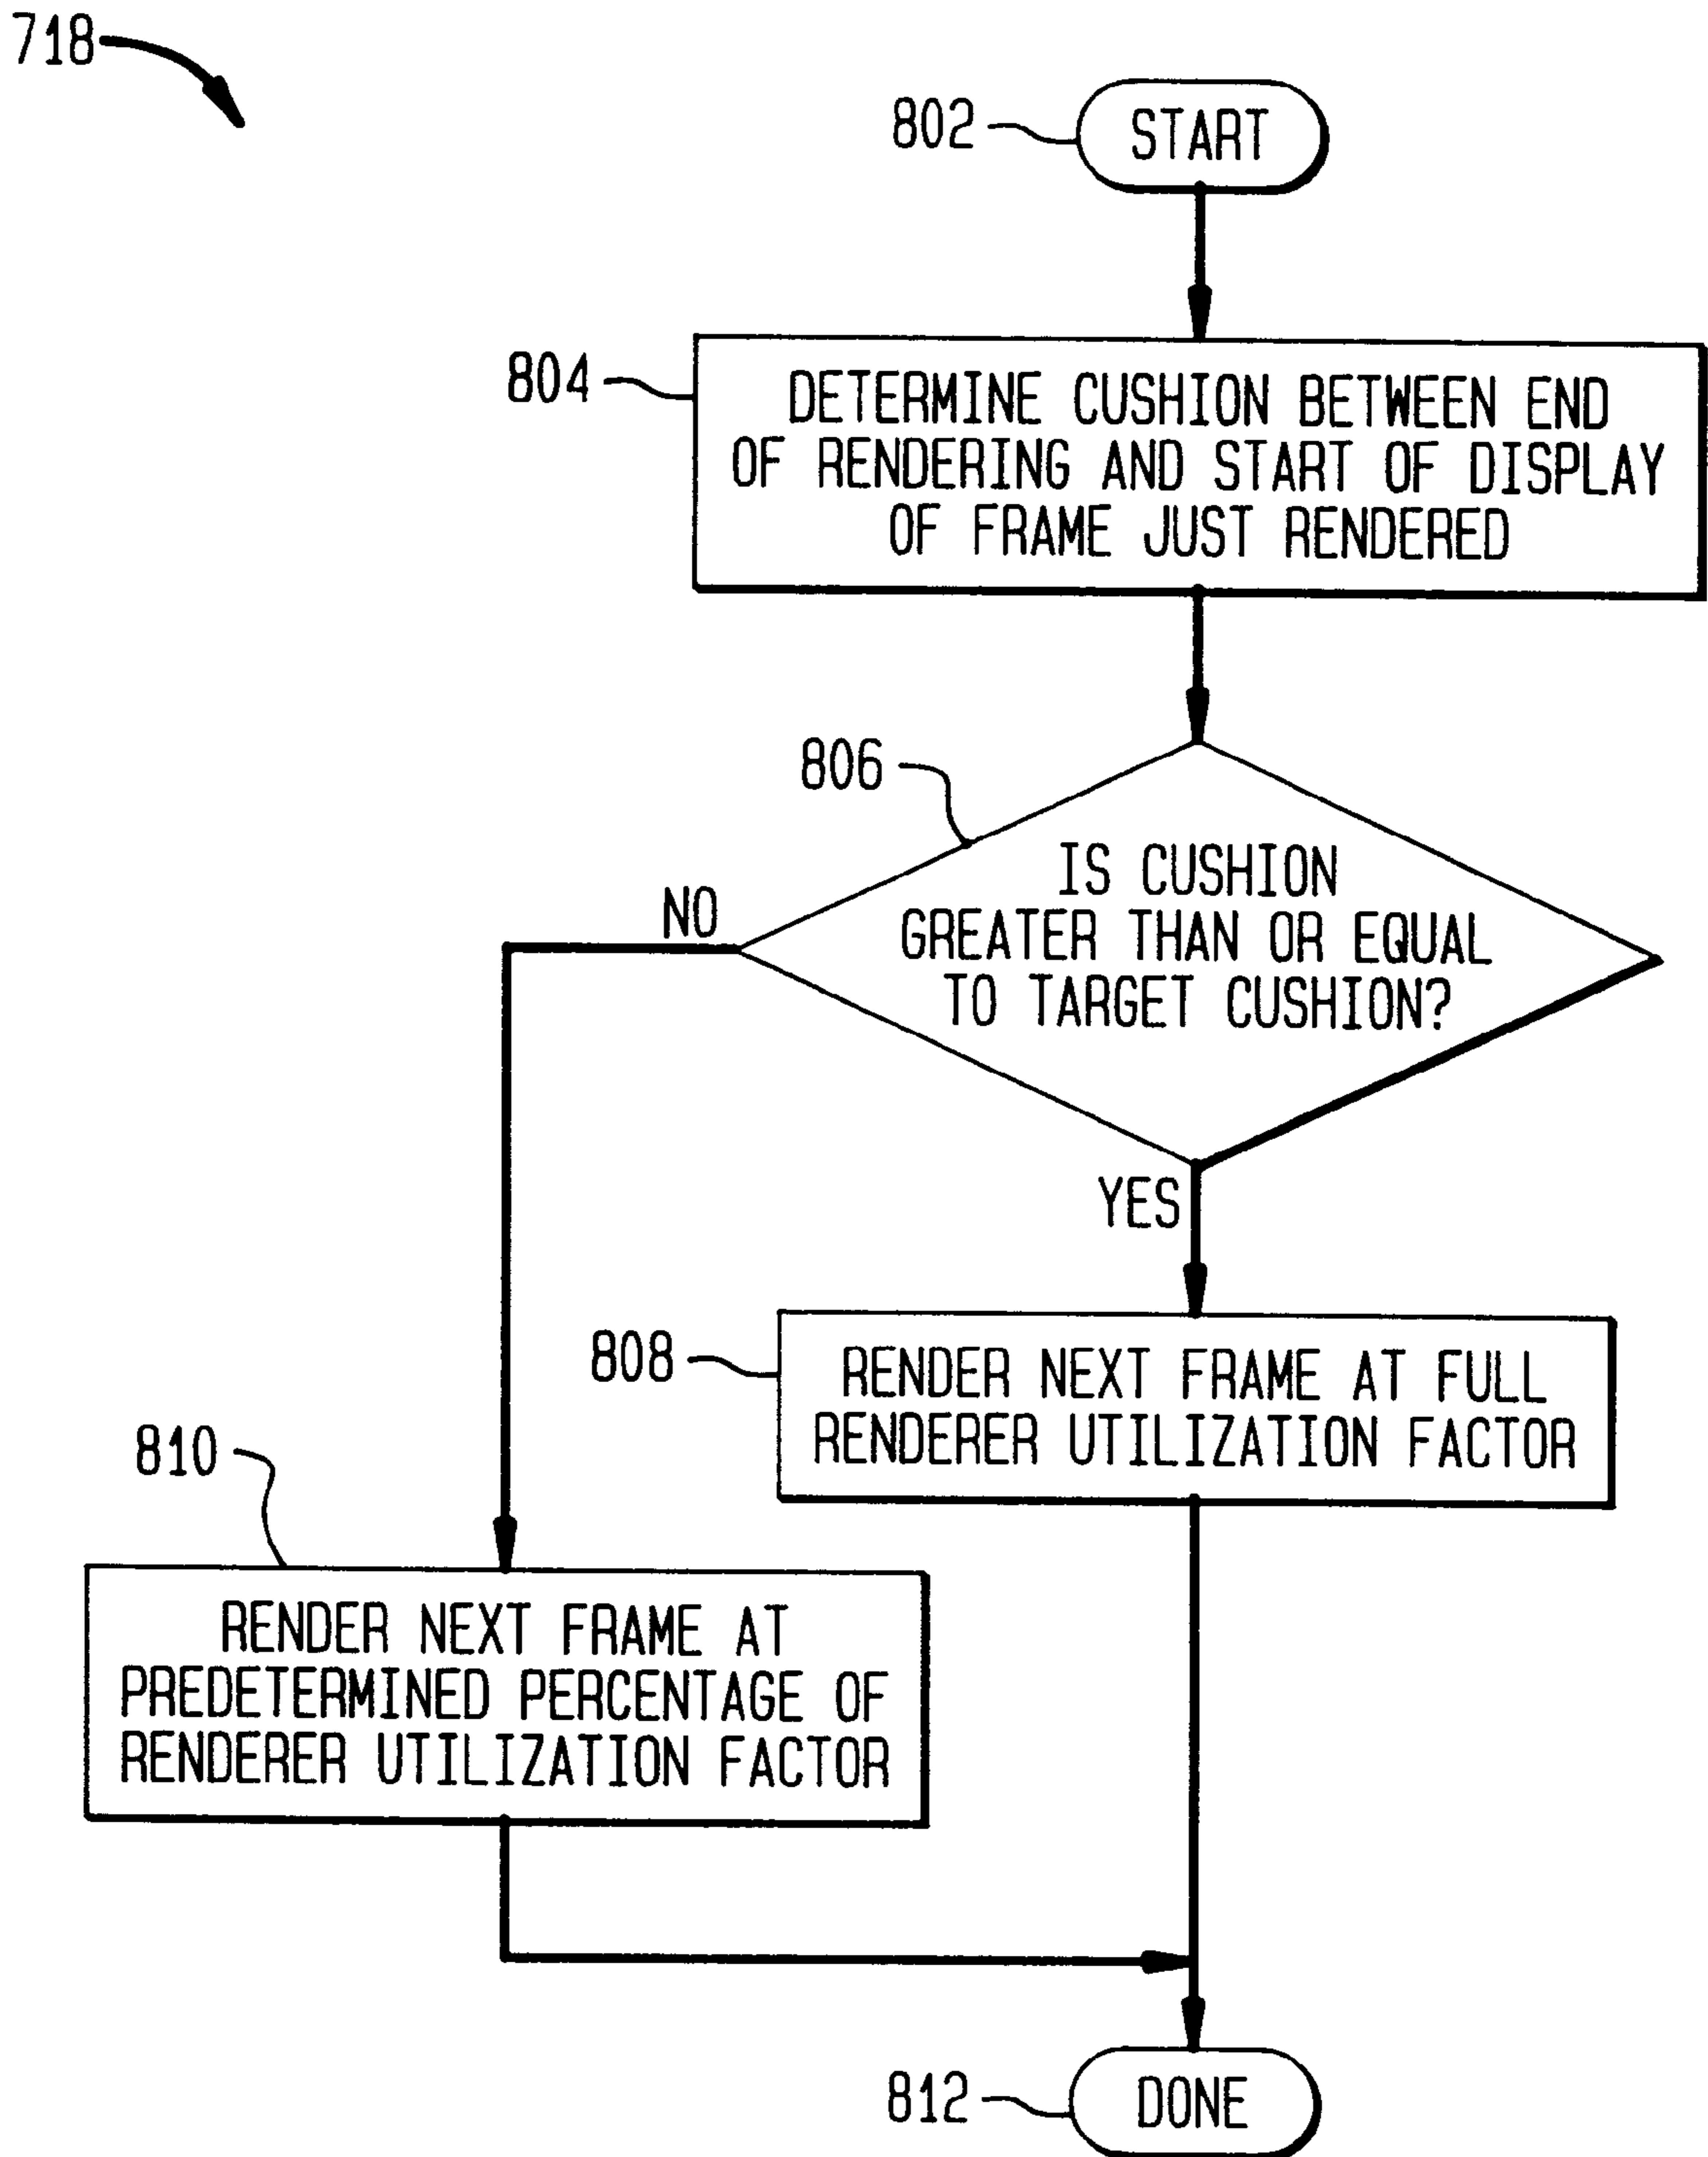 718
802
START
804
DETERMINE CUSHION BETWEEN END
OF RENDERING AND START OF DISPLAY
OF FRAME JUST RENDERED
806
IS CUSHION
GREATER THAN OR EQUAL
TO TARGET CUSHION?
NO
YES
808
RENDER NEXT FRAME AT FULL
RENDERER UTILIZATION FACTOR
810
RENDER NEXT FRAME AT
PREDETERMINED PERCENTAGE OF
RENDERER UTILIZATION FACTOR
812
DONE